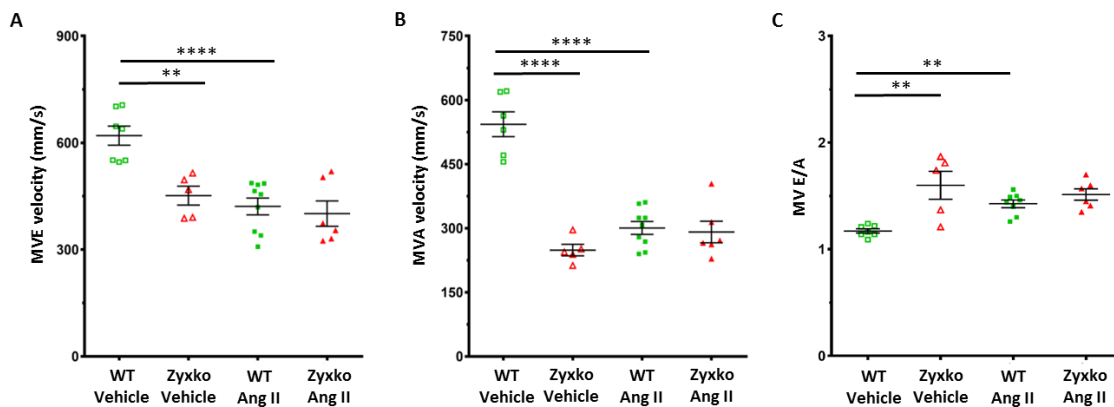 A
MVE velocity (mm/s)
900
600
300
0
****
**
WT
Vehicle
Zyxko
Vehicle
WT
Ang II
Zyxko
Ang II
B
MVA velocity (mm/s)
750
600
450
300
150
0
****
****
WT
Vehicle
Zyxko
Vehicle
WT
Ang II
Zyxko
Ang II
C
MV E/A
3
2
1
0
**
**
WT
Vehicle
Zyxko
Vehicle
WT
Ang II
Zyxko
Ang II